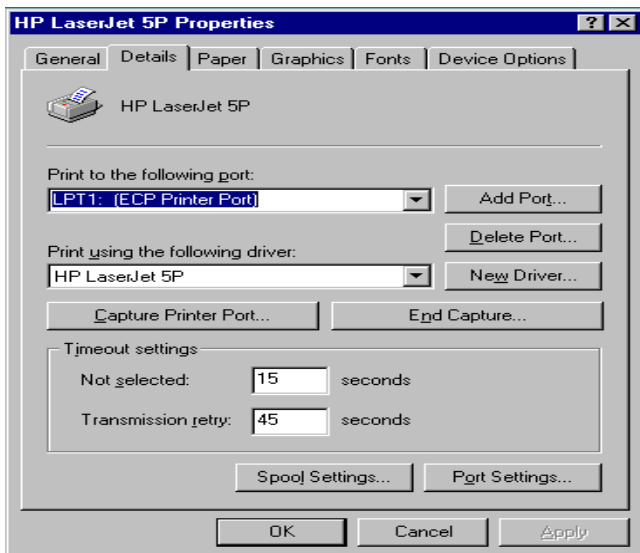 HP LaserJet 5P Properties
General Details Paper Graphics Fonts Device Options
HP LaserJet 5P
Print to the following port:
LPT1: (ECP Printer Port) Add Port...
Delete Port...
Print using the following driver:
HP LaserJet 5P New Driver...
Capture Printer Port... End Capture...
Timeout settings
Not selected: 15 seconds
Transmission retry: 45 seconds
Spool Settings... Port Settings...
OK Cancel Apply